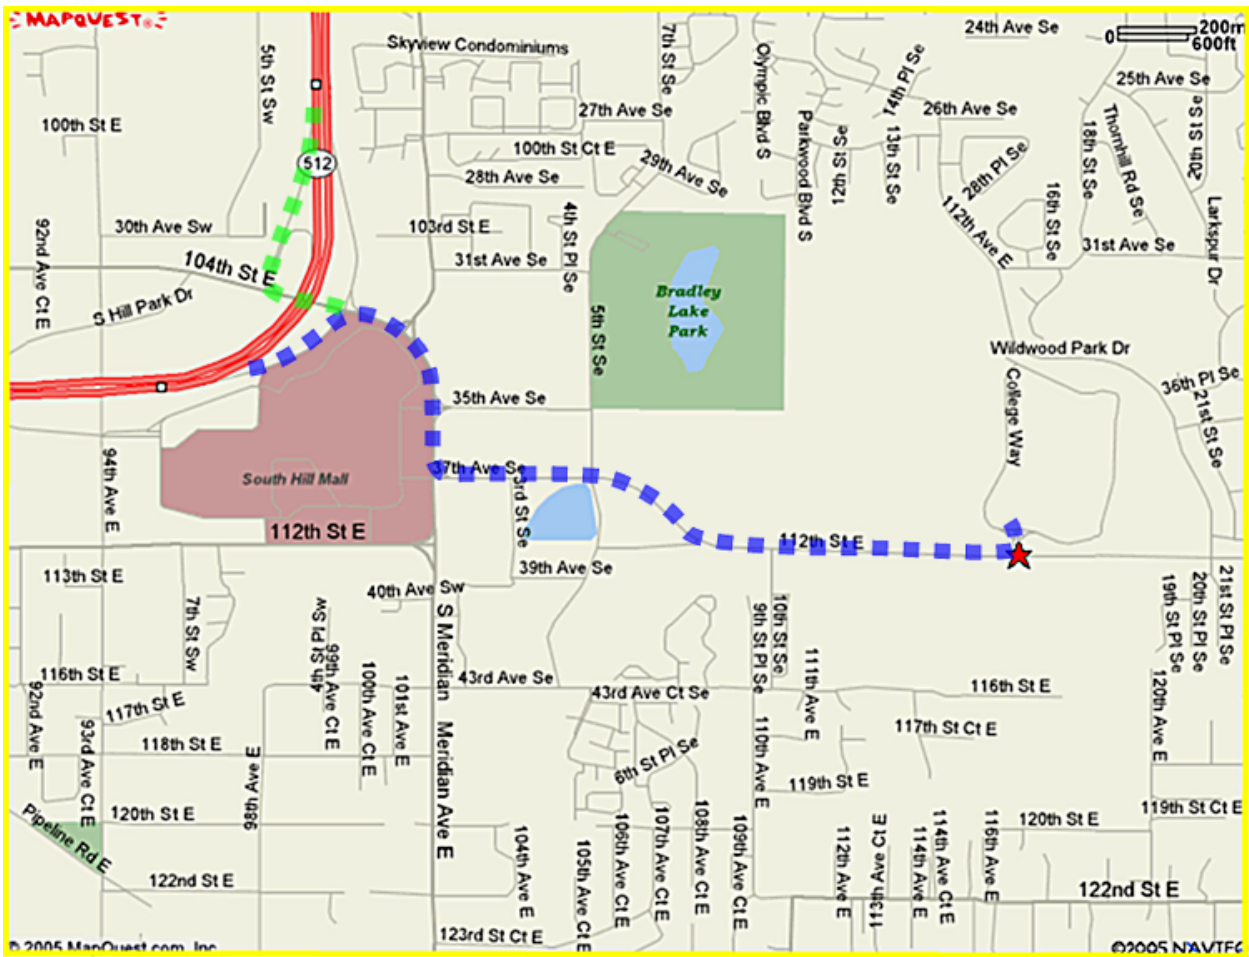 MAPQUEST®
200m
0
600ft
24th Ave Se
Skyview Condominiums
5th St Sw
7th St Se
Olympic Blvd S
14th Pl Se
25th Ave Se
100th St E
27th Ave Se
26th Ave Se
Parkwood Blvd S
12th St Se
13th St Se
Thornhill Rd Se
18th St Se
20th St Se
512
100th St Ct E
29th Ave Se
28th Ave Se
28th Pl Se
30th Ave Sw
103rd St E
4th St Pl Se
112th Ave E
16th St Se
Larkspur Dr
31st Ave Se
92nd Ave Ct E
104th St E
31st Ave Se
S Hill Park Dr
Bradley
Lake
Park
5th St Se
Wildwood Park Dr
College Way
36th Pl Se
35th Ave Se
21st St Se
94th Ave E
South Hill Mall
37th Ave Se
3rd St Se
112th St E
112th St E
113th St E
39th Ave Se
40th Ave Sw
7th St Sw
4th St Pl Sw
S Meridian
9th St Pl Se
10th St Se
19th St Pl Se
20th St Pl Se
21st St Pl Se
116th St E
99th Ave Ct E
100th Ave Ct E
101st Ave E
43rd Ave Se
43rd Ave Ct Se
111th Ave E
116th St E
120th Ave E
92nd Ave E
117th St E
93rd Ave Ct E
118th St E
98th Ave E
Meridian Ave E
6th St Pl Se
110th Ave E
117th St Ct E
119th St E
119th St Ct E
Pipeline Rd E
120th St E
104th Ave E
105th Ave Ct E
106th Ave Ct E
107th Ave Ct E
108th Ave Ct E
109th Ave Ct E
112th Ave E
113th Ave Ct E
114th Ave E
114th Ave Ct E
116th Ave E
120th St E
122nd St E
122nd St E
123rd St Ct E
© 2005 MapQuest.com, Inc
©2005 NAVTEQ